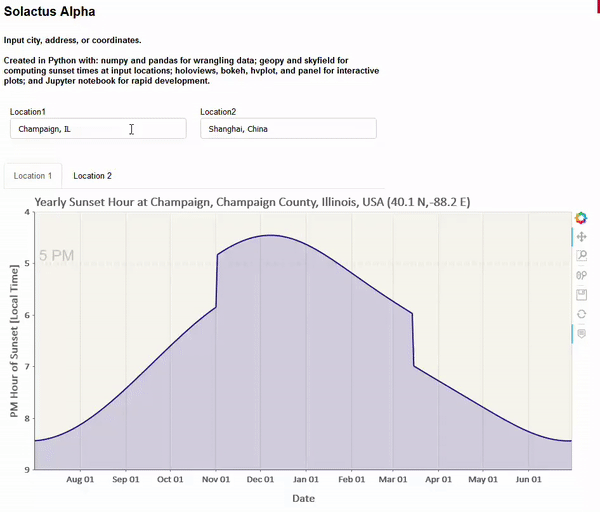 Solactus Alpha
Input city, address, or coordinates.
Created in Python with: numpy and pandas for wrangling data; geopy and skyfield for
computing sunset times at input locations; holoviews, bokeh, hvplot, and panel for interactive
plots; and Jupyter notebook for rapid development.
Location1 Location2
Champaign, IL Shanghai, China
Location 1 Location 2
Yearly Sunset Hour at Champaign, Champaign County, Illinois, USA (40.1 N,-88.2 E)
PM Hour of Sunset [Local Time]
4
5 PM
5
6
7
8
9
Aug 01 Sep 01 Oct 01 Nov 01 Dec 01 Jan 01 Feb 01 Mar 01 Apr 01 May 01 Jun 01
Date